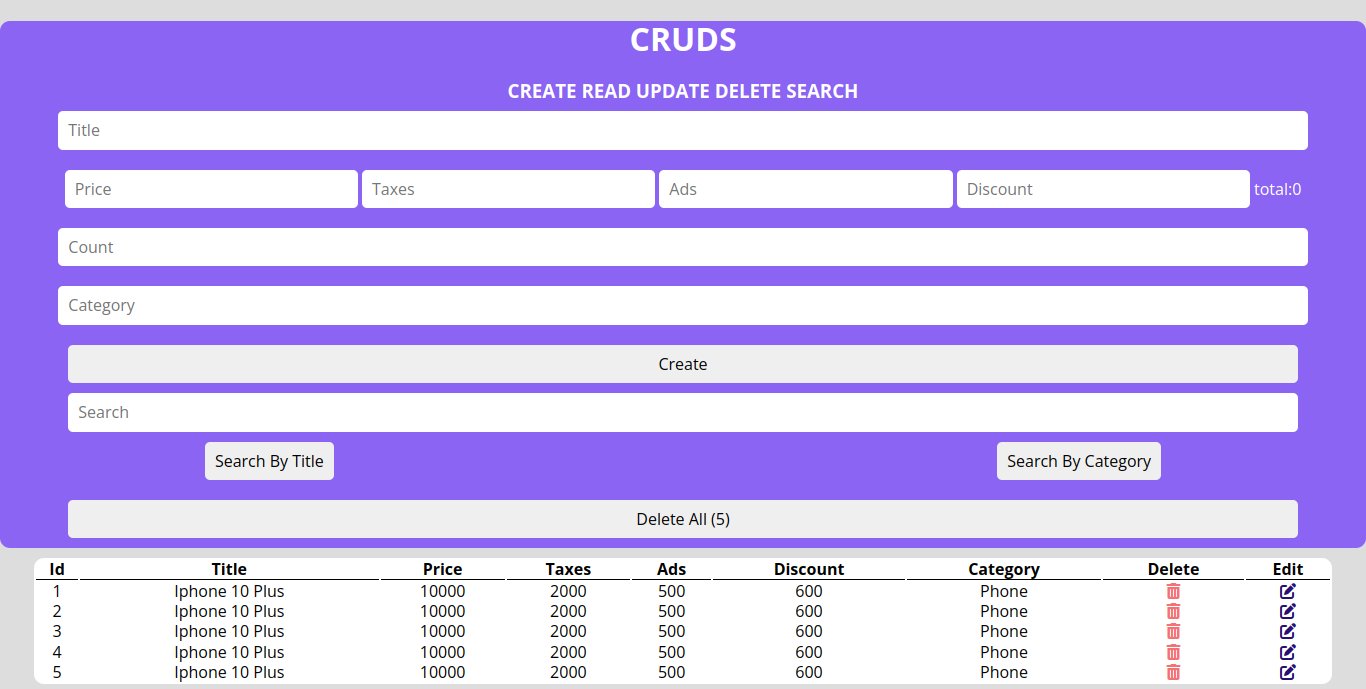 CRUDS
CREATE READ UPDATE DELETE SEARCH
Title
Price Taxes Ads Discount total:0
Count
Category
Create
Search
Search By Title Search By Category
Delete All (5)
Id Title Price Taxes Ads Discount Category Delete Edit
1 Iphone 10 Plus 10000 2000 500 600 Phone
2 Iphone 10 Plus 10000 2000 500 600 Phone
3 Iphone 10 Plus 10000 2000 500 600 Phone
4 Iphone 10 Plus 10000 2000 500 600 Phone
5 Iphone 10 Plus 10000 2000 500 600 Phone